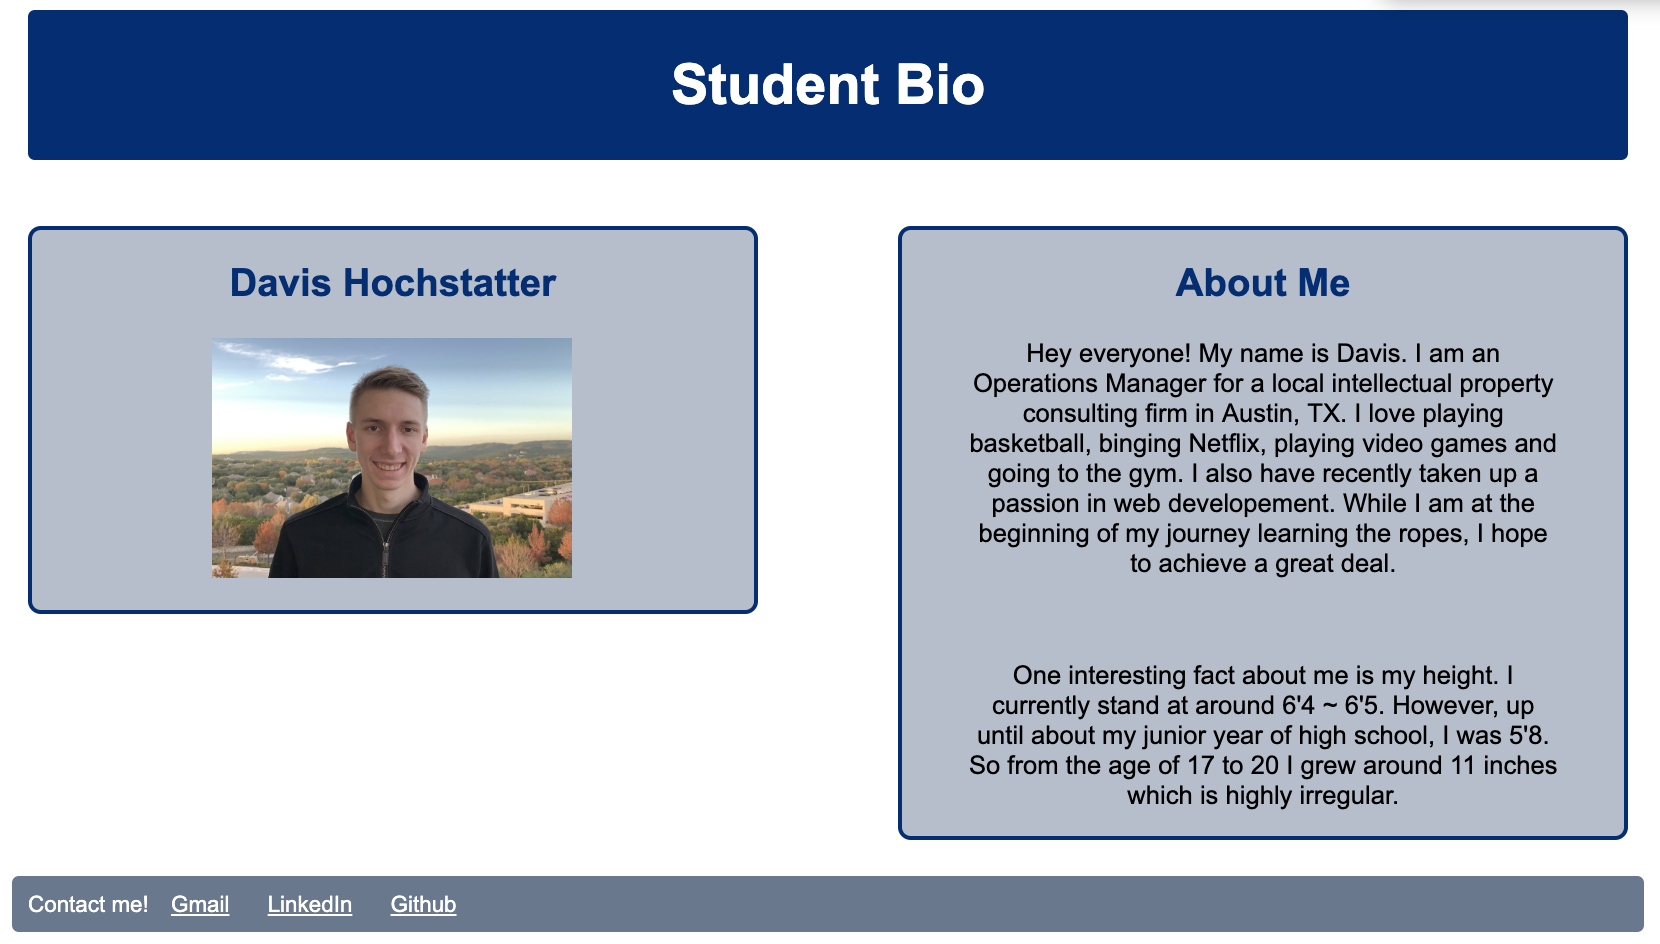 Student Bio
Davis Hochstatter
About Me
Hey everyone! My name is Davis. I am an
Operations Manager for a local intellectual property
consulting firm in Austin, TX. I love playing
basketball, binging Netflix, playing video games and
going to the gym. I also have recently taken up a
passion in web developement. While I am at the
beginning of my journey learning the ropes, I hope
to achieve a great deal.
One interesting fact about me is my height. I
currently stand at around 6'4 ~ 6'5. However, up
until about my junior year of high school, I was 5'8.
So from the age of 17 to 20 I grew around 11 inches
which is highly irregular.
Contact me! Gmail LinkedIn Github